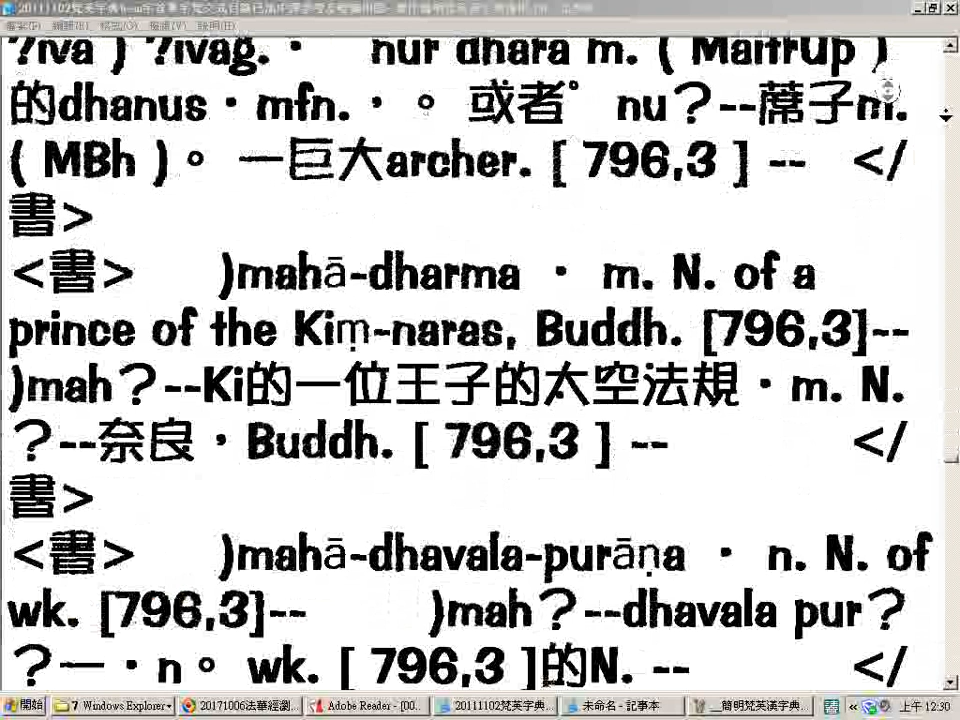 ?iva ) ?ivag. · nur dhara m. ( MaitrUp )
的dhanus · mfn. , 。 或者° nu?--蓆子m.
( MBh )。 一巨大archer. [ 796,3 ] -- </
書>
<書> )mahā-dharma · m. N. of a
prince of the Kiṃ-naras, Buddh. [796,3]--
)mah?--Ki的一位王子的太空法規·m. N.
?--奈良,Buddh. [ 796,3 ] -- </
書>
<書> )mahā-dhavala-purāṇa · n. N. of
wk. [796,3]-- )mah?--dhavala pur?
?一·n。 wk. [ 796,3 ]的N. -- </
開始 7 Windows Explorer 20171006法華經瀏... Adobe Reader - [00... 20111102梵英字典... 未命名 - 記事本 __簡明梵英漢字典... « 上午 12:30